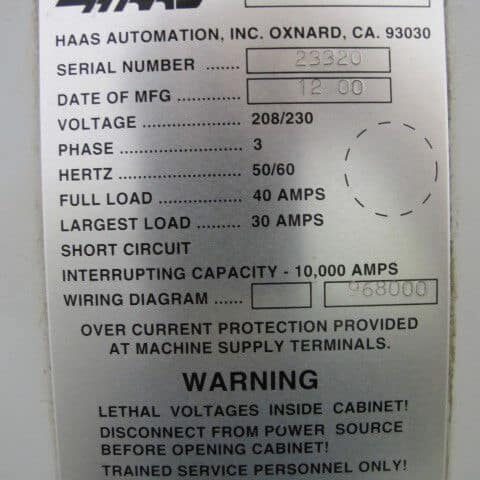 HAAS
HAAS AUTOMATION, INC. OXNARD, CA. 93030
SERIAL NUMBER ...... 23320
DATE OF MFG ........... 12 00
VOLTAGE .................. 208/230
PHASE ...................... 3
HERTZ ....................... 50/60
FULL LOAD ............... 40 AMPS
LARGEST LOAD ........ 30 AMPS
SHORT CIRCUIT
INTERRUPTING CAPACITY - 10,000 AMPS
WIRING DIAGRAM ...... 968000
OVER CURRENT PROTECTION PROVIDED
AT MACHINE SUPPLY TERMINALS.
WARNING
LETHAL VOLTAGES INSIDE CABINET!
DISCONNECT FROM POWER SOURCE
BEFORE OPENING CABINET!
TRAINED SERVICE PERSONNEL ONLY!